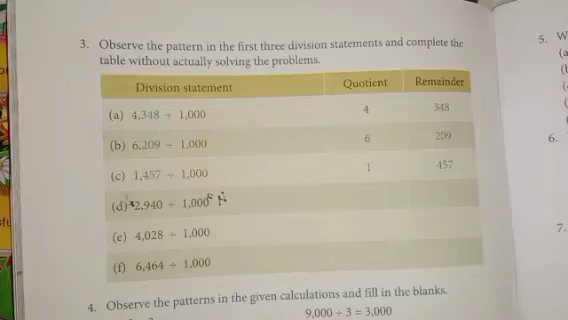 3. Observe the pattern in the first three division statements and complete the
table without actually solving the problems.
Division statement Quotient Remainder
(a) 4,348 ÷ 1,000 4 348
(b) 6,209 ÷ 1,000 6 209
(c) 1,457 ÷ 1,000 1 457
(d) 2,940 ÷ 1,000
(e) 4,028 ÷ 1,000
(f) 6,464 ÷ 1,000
4. Observe the patterns in the given calculations and fill in the blanks.
9,000 ÷ 3 = 3,000
5. W
(a
6.
7.